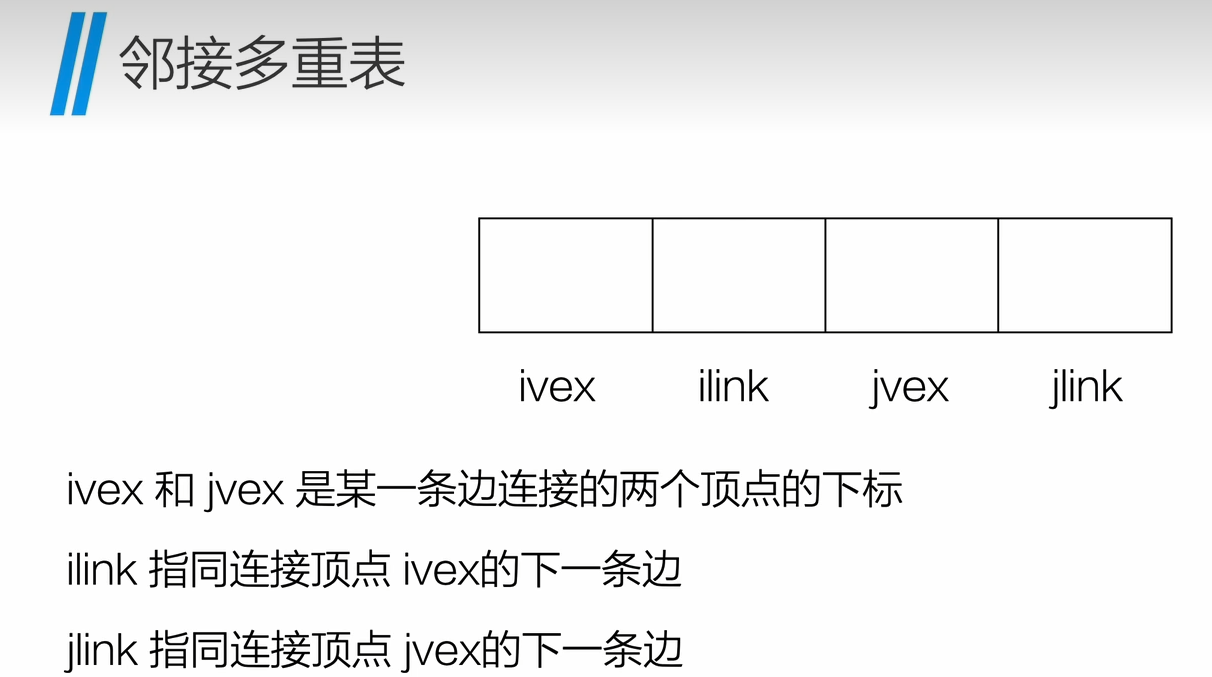 邻接多重表
ivex ilink jvex jlink
ivex 和 jvex 是某一条边连接的两个顶点的下标
ilink 指同连接顶点 ivex的下一条边
jlink 指同连接顶点 jvex的下一条边